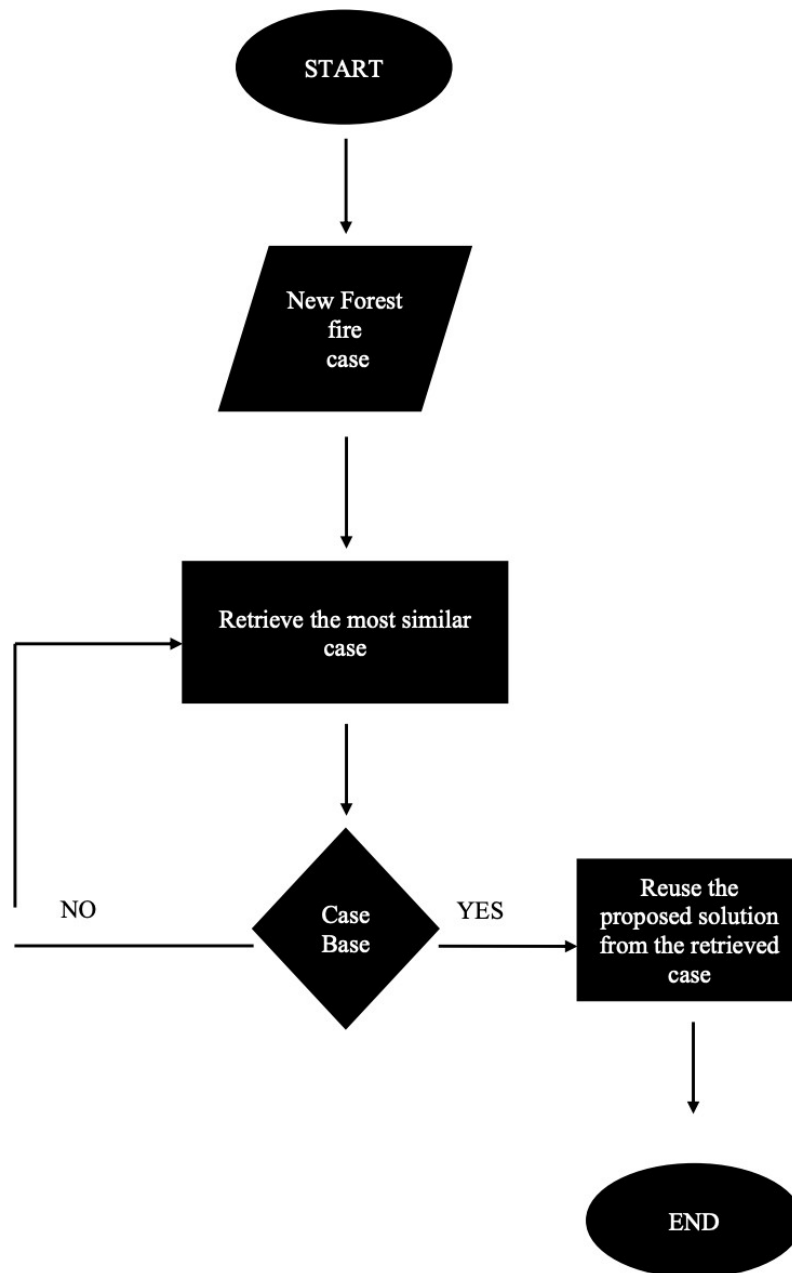 START
New Forest
fire
case
Retrieve the most similar
case
NO
Case
Base
YES
Reuse the
proposed solution
from the retrieved
case
END